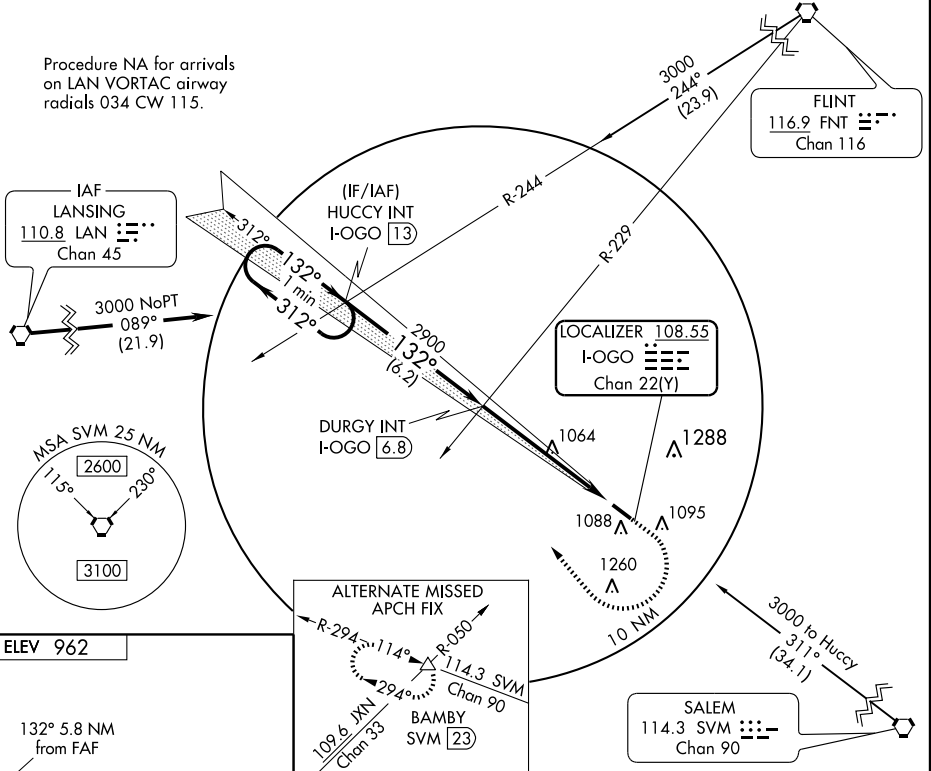 Procedure NA for arrivals
on LAN VORTAC airway
radials 034 CW 115.
3000
244°
(23.9)
FLINT
116.9 FNT
Chan 116
IAF
LANSING
110.8 LAN
Chan 45
(IF/IAF)
HUCCY INT
I-OGO 13
R-244
R-229
312°
132°
1 min
312°
3000 NoPT
089°
(21.9)
2900
132°
(6.2)
LOCALIZER 108.55
I-OGO
Chan 22(Y)
DURGY INT
I-OGO 6.8
1064
1288
MSA SVM 25 NM
2600
115°
230°
3100
1088
1095
1260
10 NM
ALTERNATE MISSED
APCH FIX
R-294
114°
R-050
294°
114.3 SVM
Chan 90
109.6 JXN
Chan 33
BAMBY
SVM 23
3000 to Huccy
311°
(34.1)
SALEM
114.3 SVM
Chan 90
ELEV 962
132° 5.8 NM
from FAF